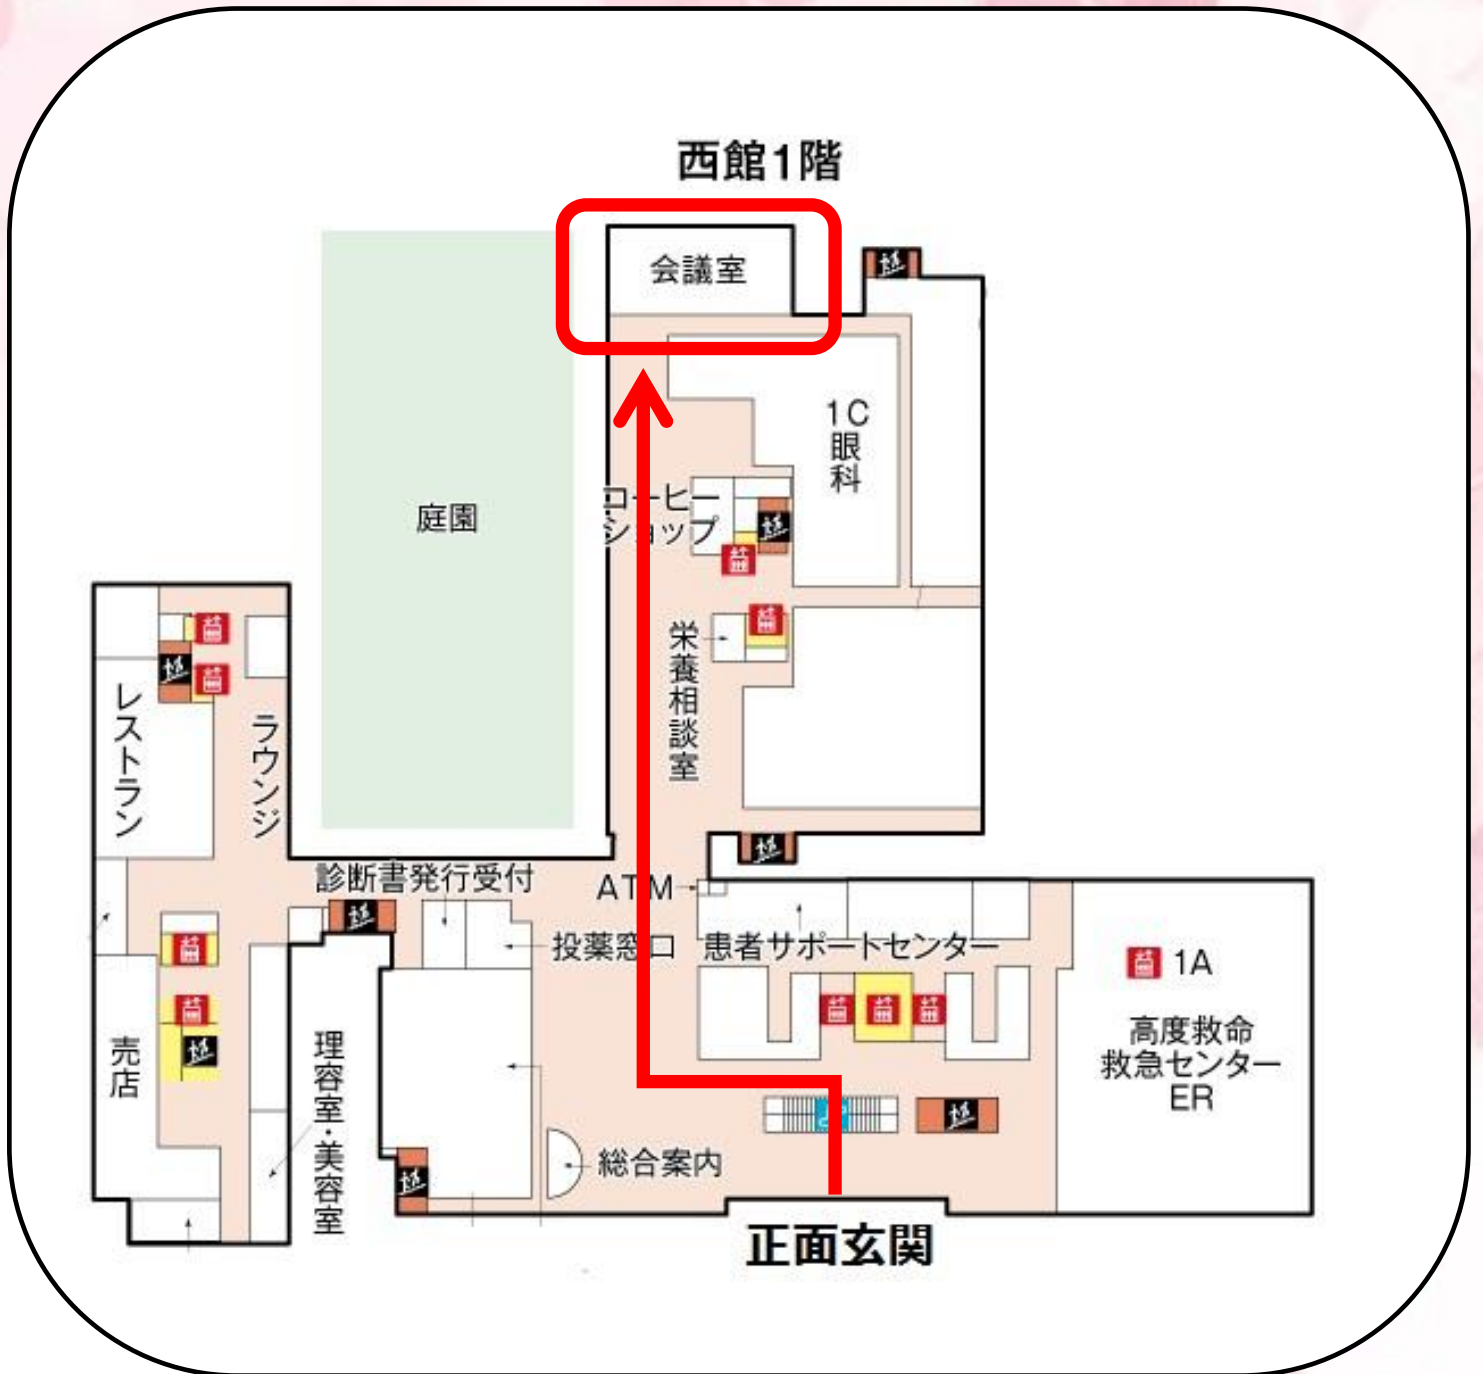 西館1階
会議室
1C
眼科
コーヒー
ショップ
庭園
栄養相談室
レストラン
ラウンジ
診断書発行受付
ATM
投薬窓口
患者サポートセンター
1A
高度救命
救急センター
ER
売店
理容室・美容室
総合案内
正面玄関